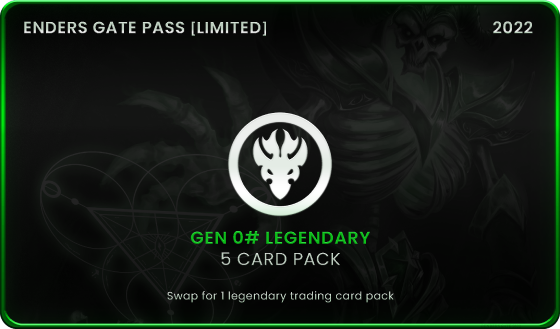 ENDERS GATE PASS [LIMITED] 2022
GEN 0# LEGENDARY
5 CARD PACK
Swap for 1 legendary trading card pack